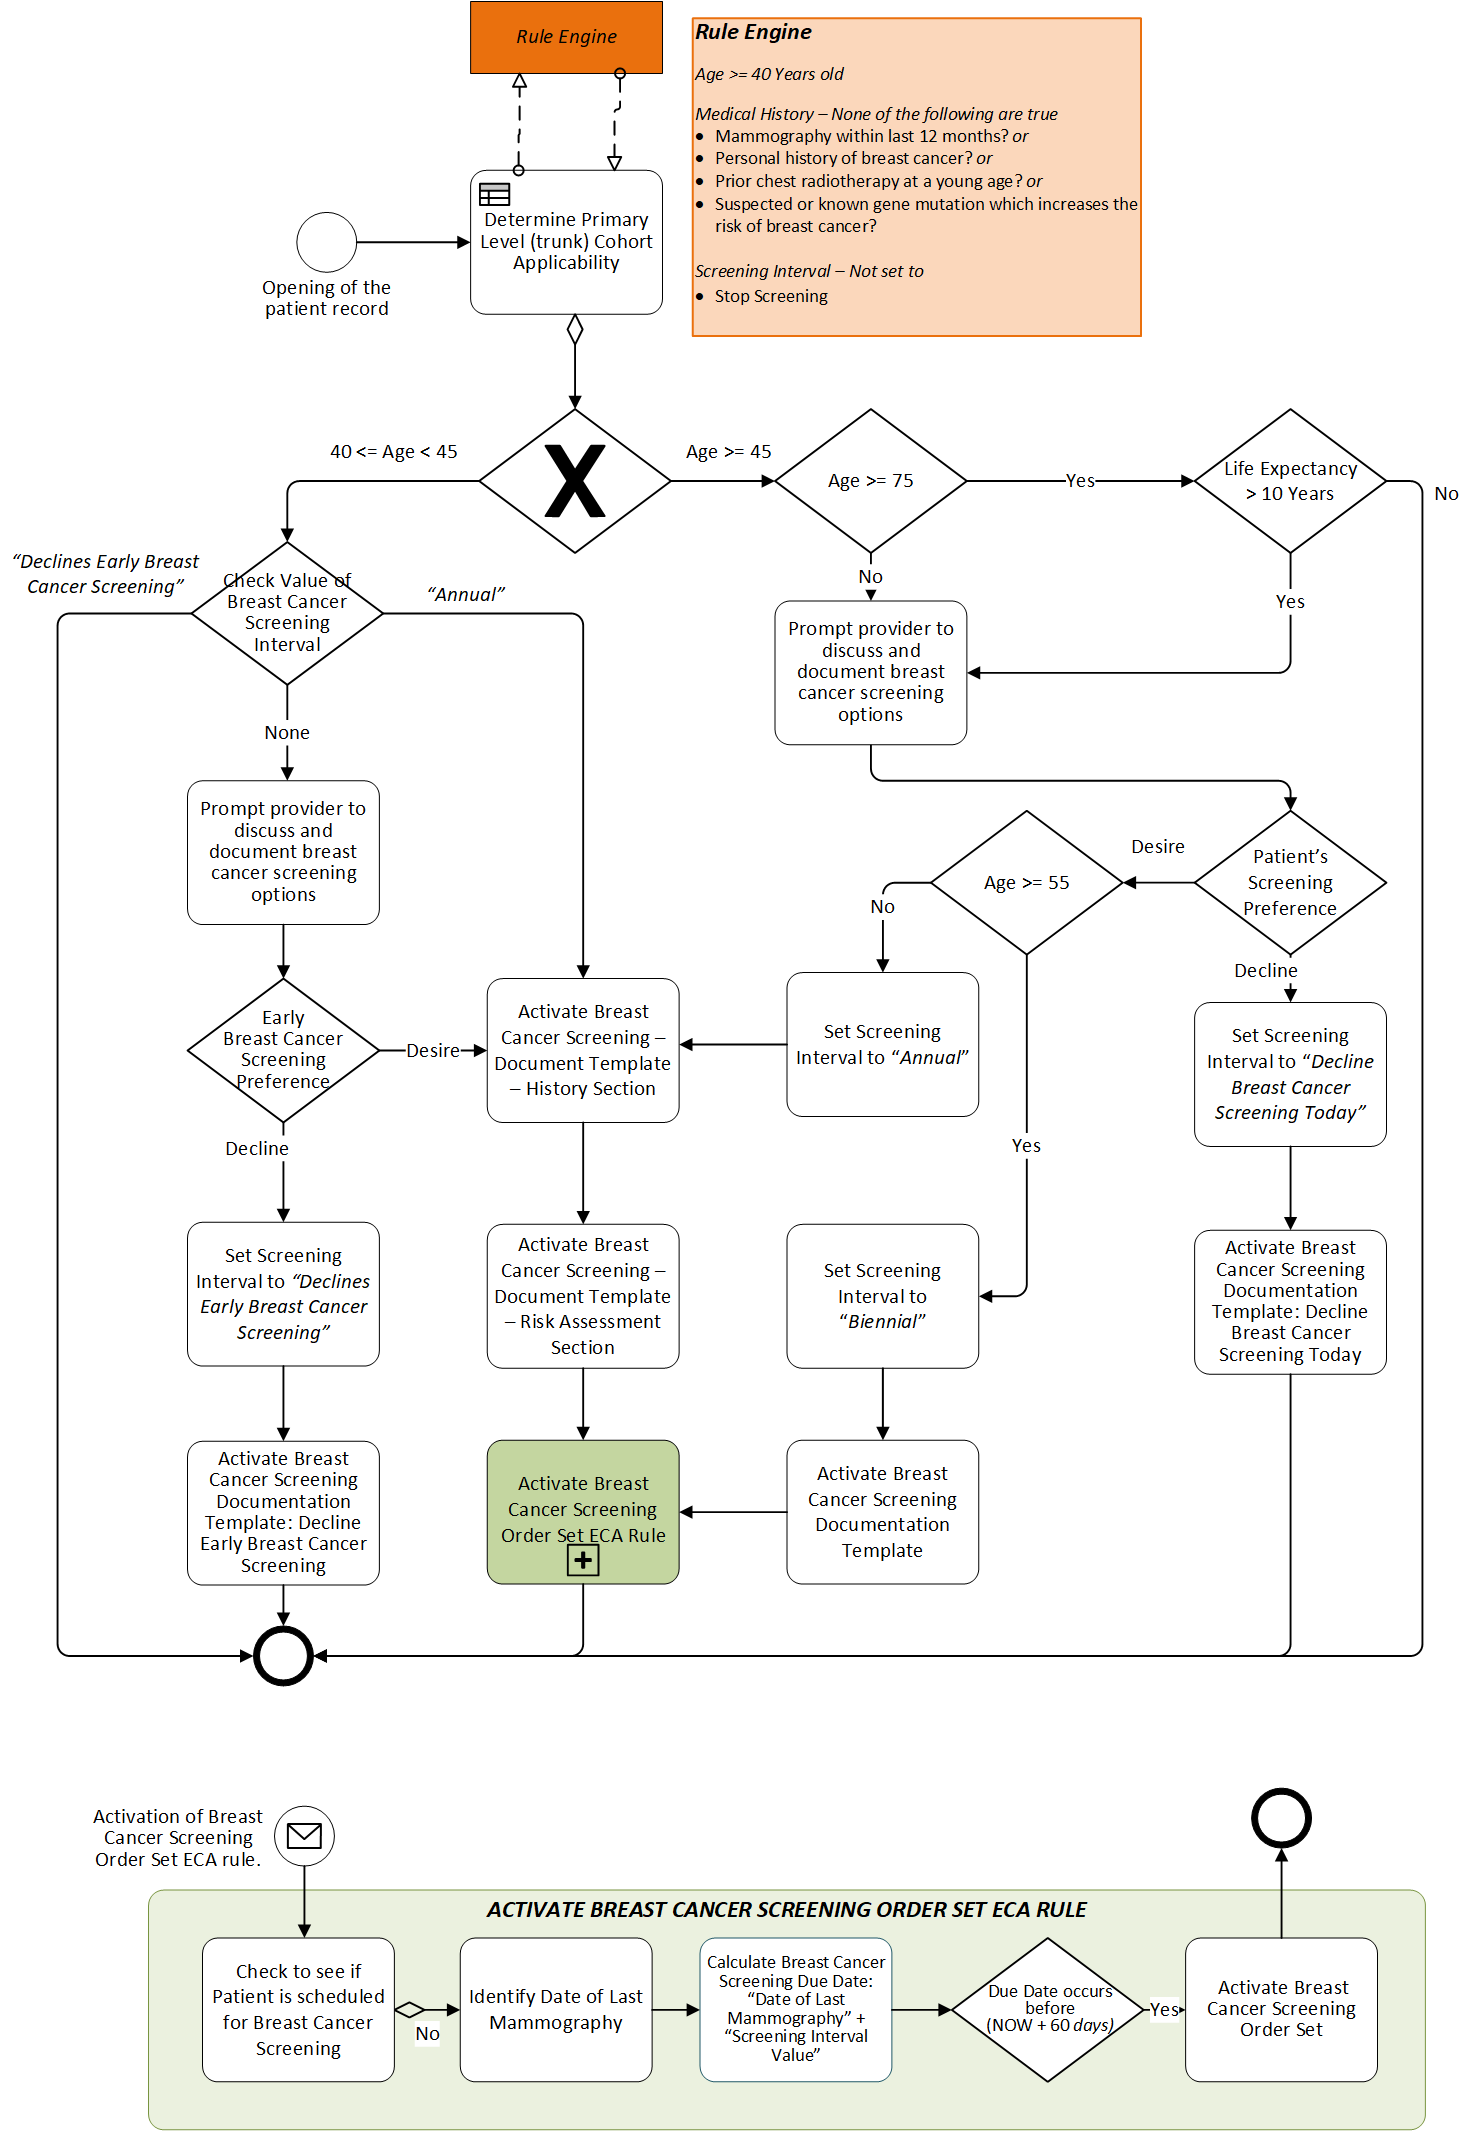 Rule Engine
Rule Engine
Age >= 40 Years old
Medical History – None of the following are true
• Mammography within last 12 months? or
• Personal history of breast cancer? or
• Prior chest radiotherapy at a young age? or
• Suspected or known gene mutation which increases the
risk of breast cancer?
Screening Interval – Not set to
• Stop Screening
Determine Primary
Level (trunk) Cohort
Applicability
Opening of the
patient record
40 <= Age < 45
X
Age >= 45
Age >= 75
Yes
Life Expectancy
> 10 Years
No
“Declines Early Breast
Cancer Screening”
Check Value of
Breast Cancer
Screening
Interval
“Annual”
No
Yes
Prompt provider to
discuss and
document breast
cancer screening
options
None
Prompt provider to
discuss and
document breast
cancer screening
options
Age >= 55
Desire
Patient’s
Screening
Preference
No
Decline
Early
Breast Cancer
Screening
Preference
Desire
Activate Breast
Cancer Screening –
Document Template
– History Section
Set Screening
Interval to “Annual”
Set Screening
Interval to “Decline
Breast Cancer
Screening Today”
Decline
Yes
Set Screening
Interval to “Declines
Early Breast Cancer
Screening”
Activate Breast
Cancer Screening –
Document Template
– Risk Assessment
Section
Set Screening
Interval to
“Biennial”
Activate Breast
Cancer Screening
Documentation
Template: Decline
Breast Cancer
Screening Today
Activate Breast
Cancer Screening
Documentation
Template: Decline
Early Breast Cancer
Screening
Activate Breast
Cancer Screening
Order Set ECA Rule
Activate Breast
Cancer Screening
Documentation
Template
Activation of Breast
Cancer Screening
Order Set ECA rule.
ACTIVATE BREAST CANCER SCREENING ORDER SET ECA RULE
Check to see if
Patient is scheduled
for Breast Cancer
Screening
No
Identify Date of Last
Mammography
Calculate Breast Cancer
Screening Due Date:
“Date of Last
Mammography” +
“Screening Interval
Value”
Due Date occurs
before
(NOW + 60 days)
Yes
Activate Breast
Cancer Screening
Order Set